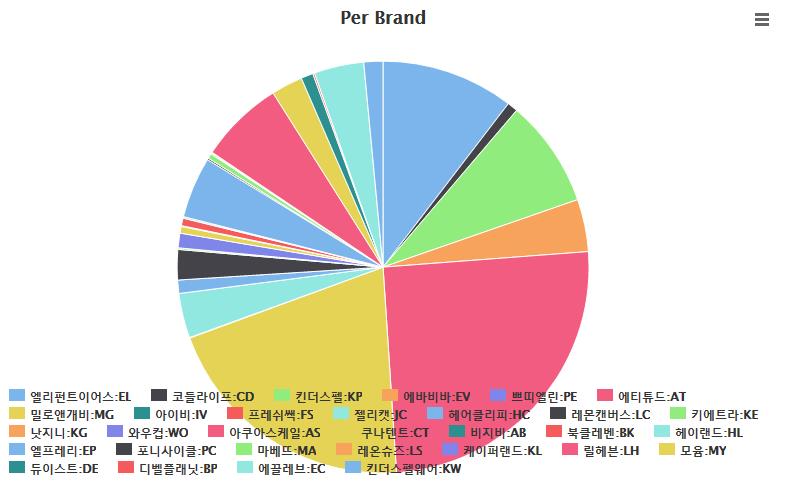 Per Brand
엘리펀트이어스:EL 코들라이프:CD 킨더스펠:KP 에바비바:EV 쁘띠엘린:PE 에티튜드:AT
밀로앤개비:MG 아이비:IV 프레쉬쌕:FS 젤리캣:JC 헤어클리피:HC 레몬캔버스:LC 키에트라:KE
낫지니:KG 와우컵:WO 아쿠아스케일:AS 쿠나텐트:CT 비지비:AB 북클레벤:BK 헤이랜드:HL
엘프레리:EP 포니사이클:PC 마베프:MA 레온슈즈:LS 케이퍼랜드:KL 릴헤븐:LH 모윰:MY
듀이스트:DE 디벨플래닛:BP 에끌레브:EC 킨더스펠웨어:KW